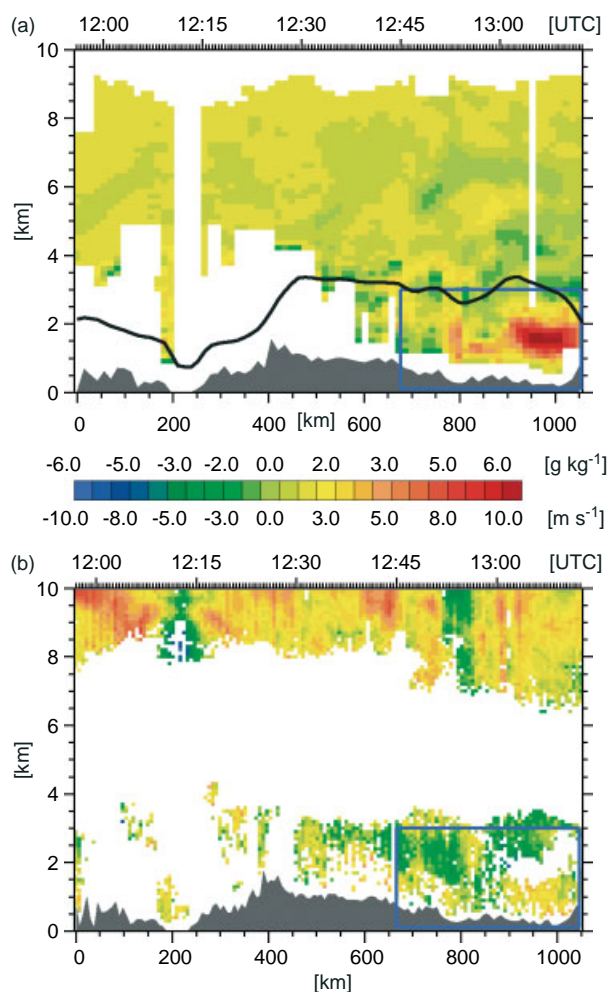 (a) 12:00 12:15 12:30 12:45 13:00 [UTC]
10
8
6
[km]
4
2
0
0 200 400 [km] 600 800 1000
-6.0 -5.0 -3.0 -2.0 0.0 2.0 3.0 5.0 6.0 [g kg-1]
-10.0 -8.0 -5.0 -3.0 0.0 3.0 5.0 8.0 10.0 [m s-1]
(b) 12:00 12:15 12:30 12:45 13:00 [UTC]
10
8
6
[km]
4
2
0
0 200 400 600 800 1000
[km]